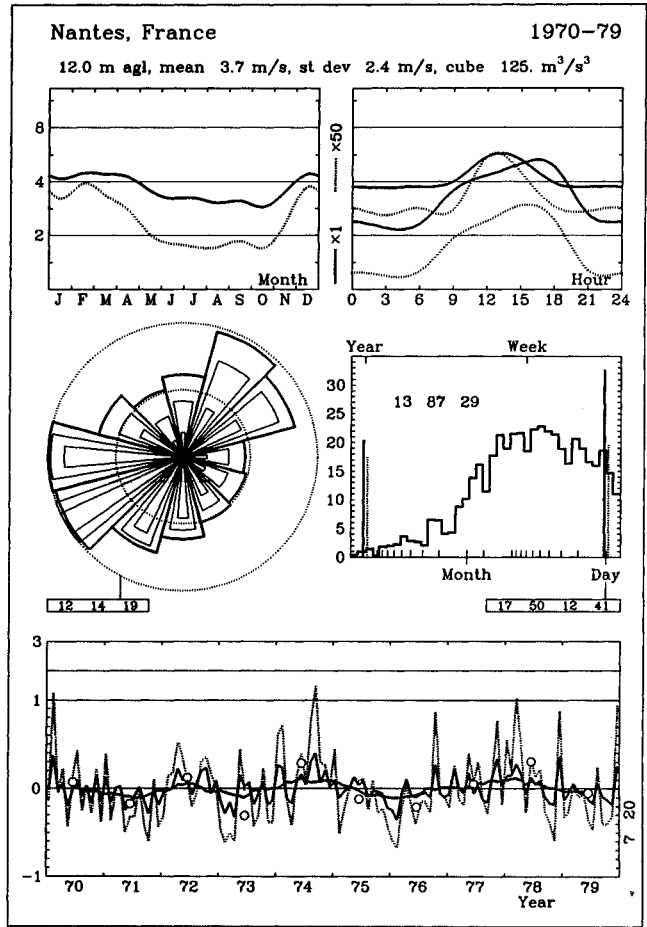 Nantes, France 1970-79
12.0 m agl, mean 3.7 m/s, st dev 2.4 m/s, cube 125. m³/s³
8
4
2
×50
×1
Month
J F M A M J J A S O N D
Hour
0 3 6 9 12 15 18 21 24
Year Week
30
25
20
15
10
5
0
13 87 29
Month Day
12 14 19
17 50 12 41
3
1
0
-1
7 20
70 71 72 73 74 75 76 77 78 79
Year